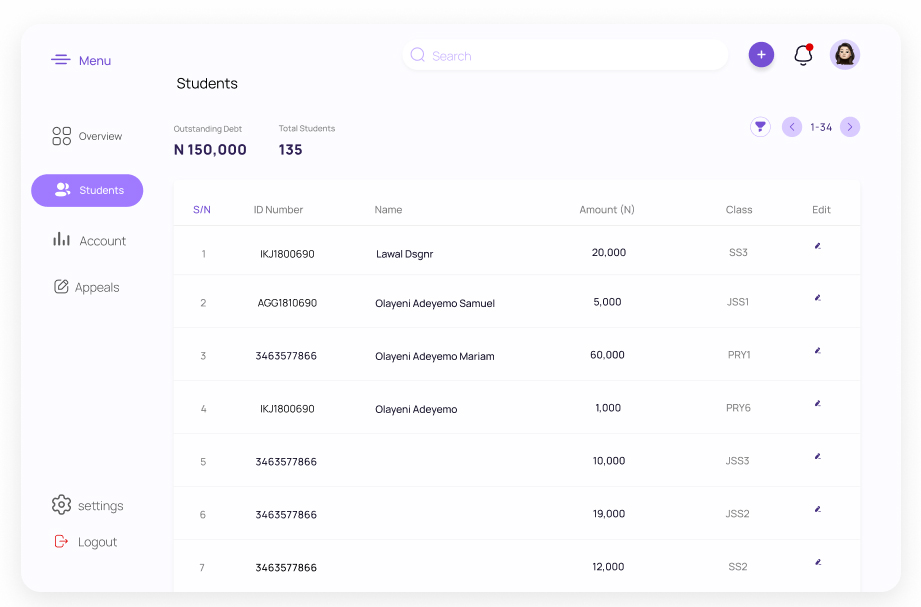 Menu
Search
+
Students
Overview
Outstanding Debt Total Students
1-34
N 150,000 135
Students
S/N ID Number Name Amount (N) Class Edit
Account
1 IKJ1800690 Lawal Dsgnr 20,000 SS3
Appeals
2 AGG1810690 Olayeni Adeyemo Samuel 5,000 JSS1
3 3463577866 Olayeni Adeyemo Mariam 60,000 PRY1
4 IKJ1800690 Olayeni Adeyemo 1,000 PRY6
5 3463577866 10,000 JSS3
settings
6 3463577866 19,000 JSS2
Logout
7 3463577866 12,000 SS2